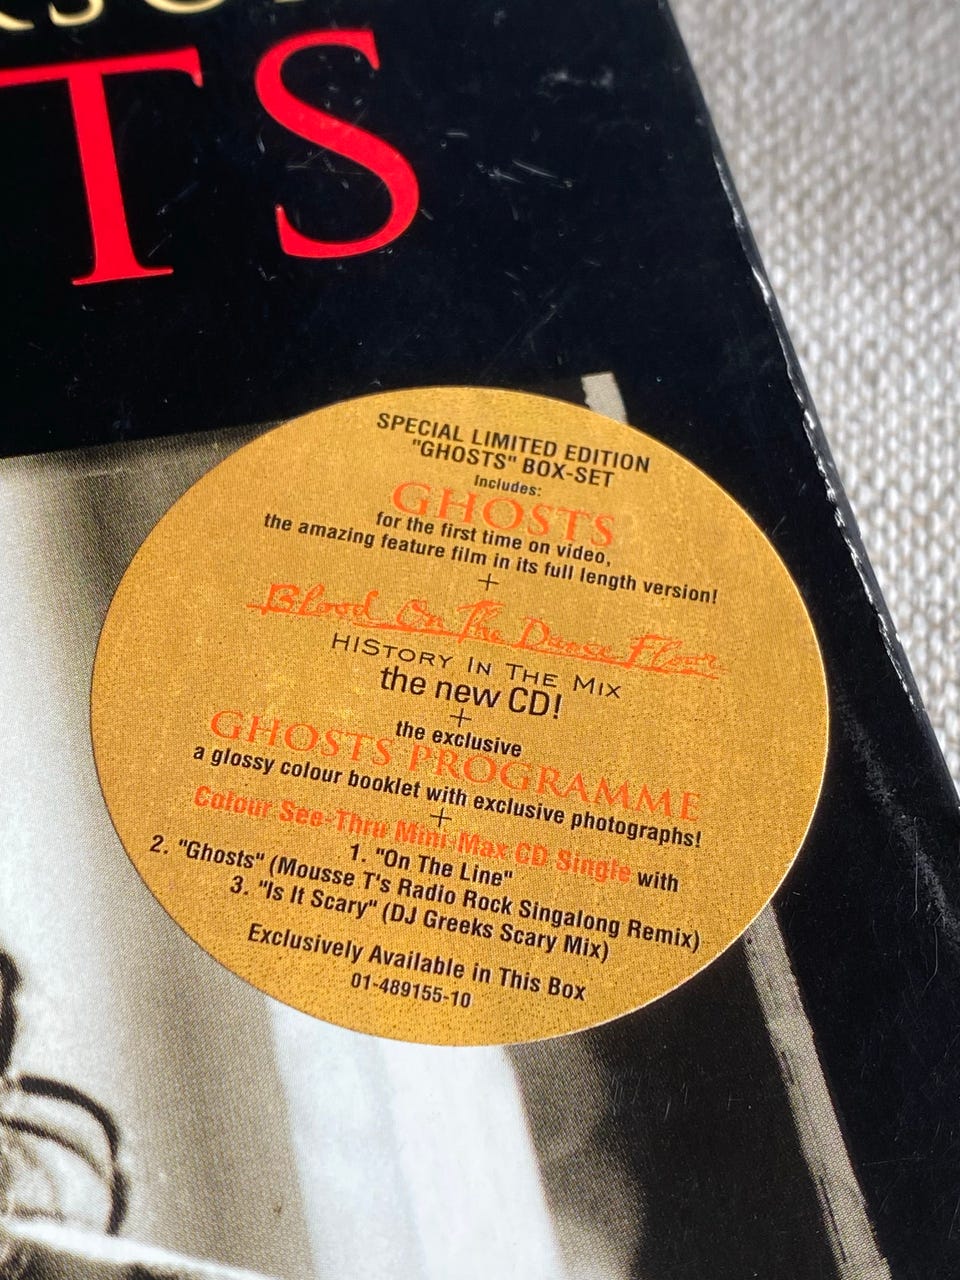 TS
SPECIAL LIMITED EDITION
"GHOSTS" BOX-SET
Includes:
GHOSTS
for the first time on video,
the amazing feature film in its full length version!
+
Blood On The Dance Floor
HIStory In The Mix
the new CD!
+
the exclusive
GHOSTS PROGRAMME
a glossy colour booklet with exclusive photographs!
+
Colour See-Thru Mini-Max CD Single with
1. "On The Line"
2. "Ghosts" (Mousse T's Radio Rock Singalong Remix)
3. "Is It Scary" (DJ Greeks Scary Mix)
Exclusively Available in This Box
01-489155-10